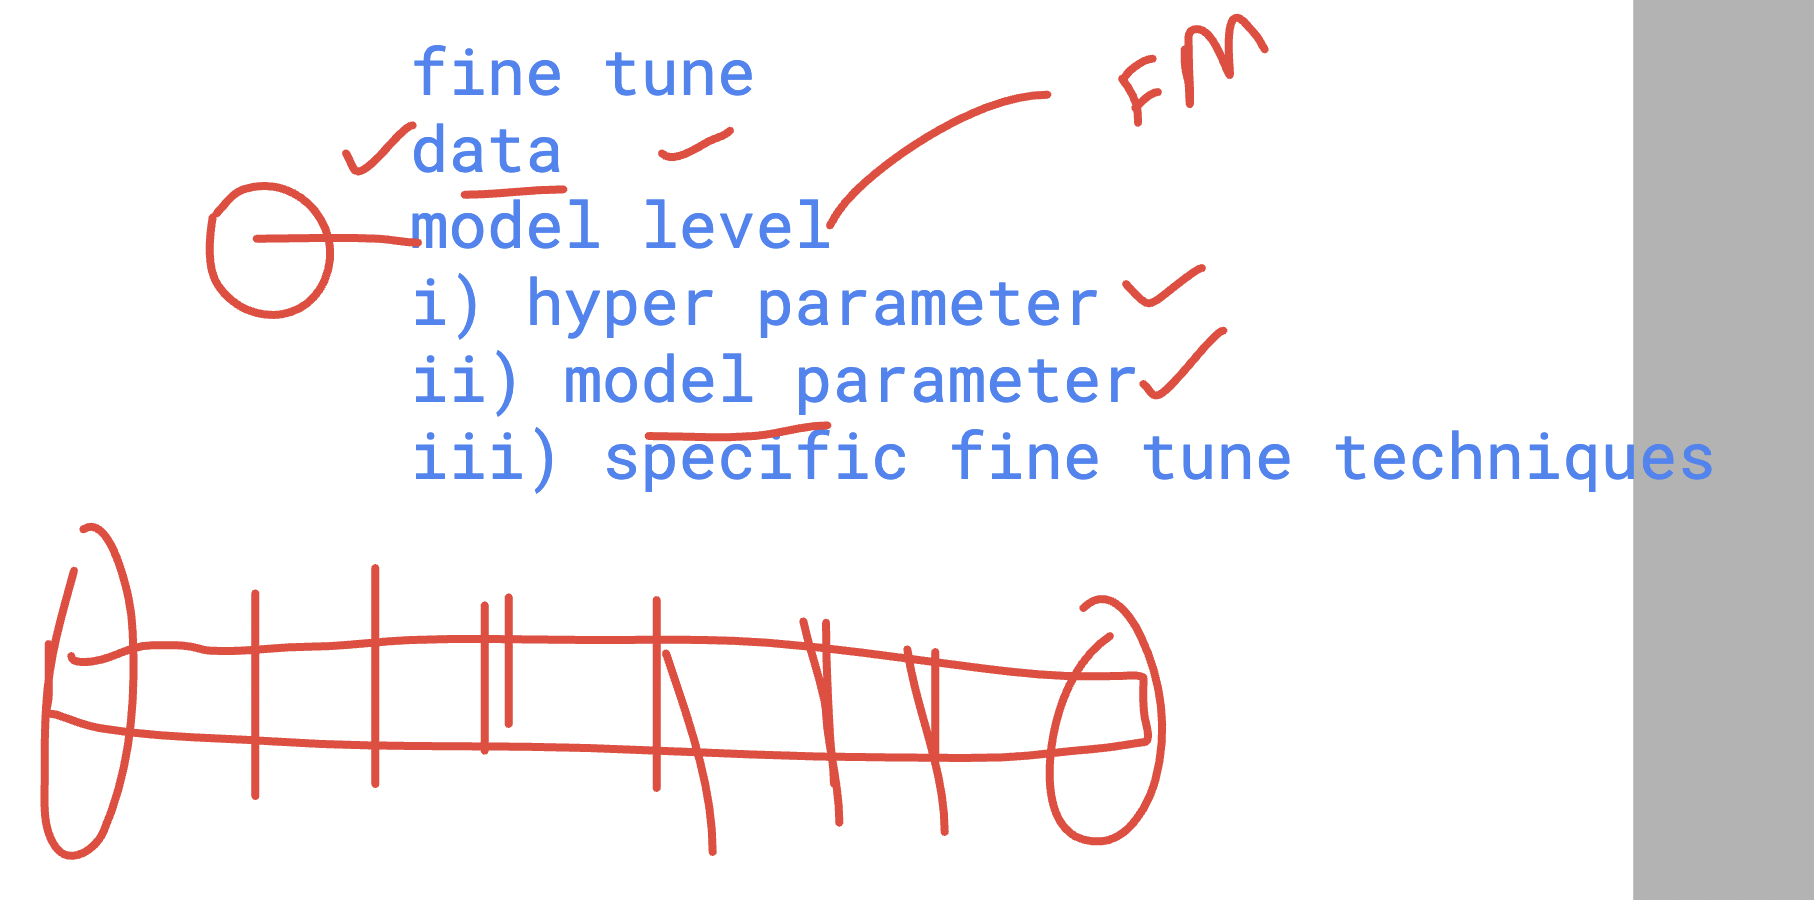 FM
fine tune
data
model level
i) hyper parameter
ii) model parameter
iii) specific fine tune techniques